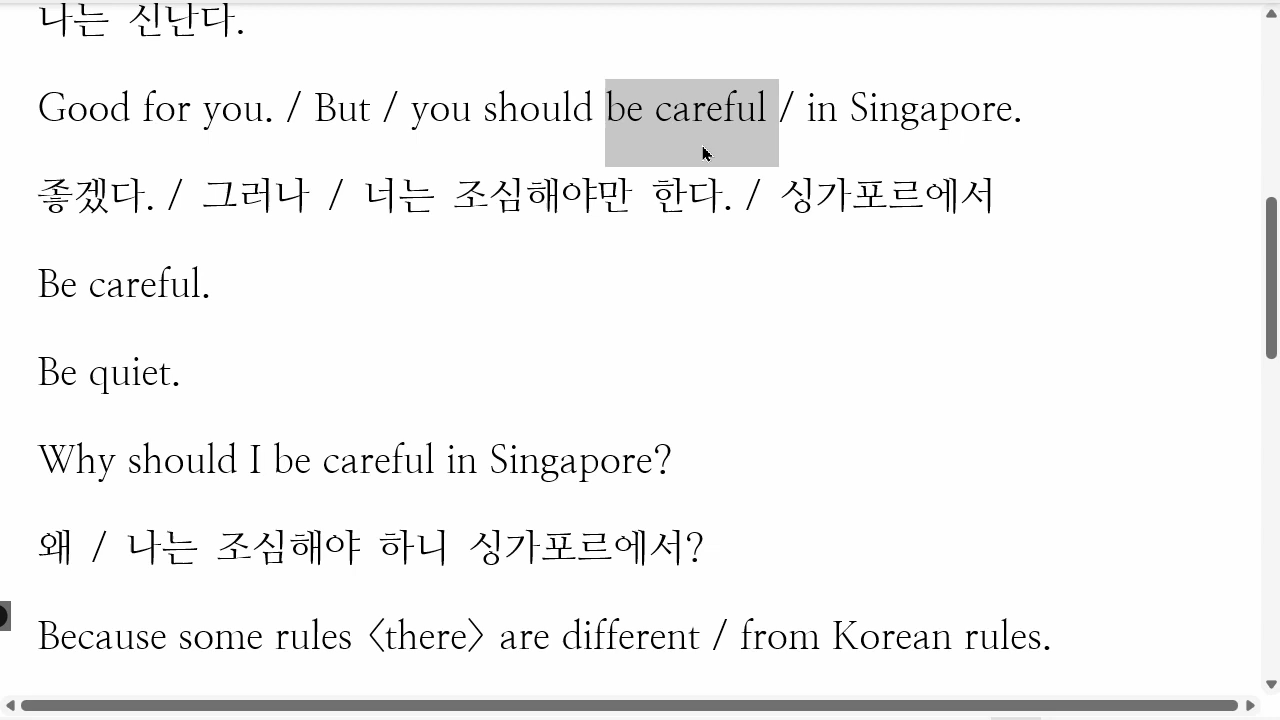 나는 신난다.
Good for you. / But / you should be careful / in Singapore.
좋겠다. / 그러나 / 너는 조심해야만 한다. / 싱가포르에서
Be careful.
Be quiet.
Why should I be careful in Singapore?
왜 / 나는 조심해야 하니 싱가포르에서?
Because some rules 〈there〉 are different / from Korean rules.